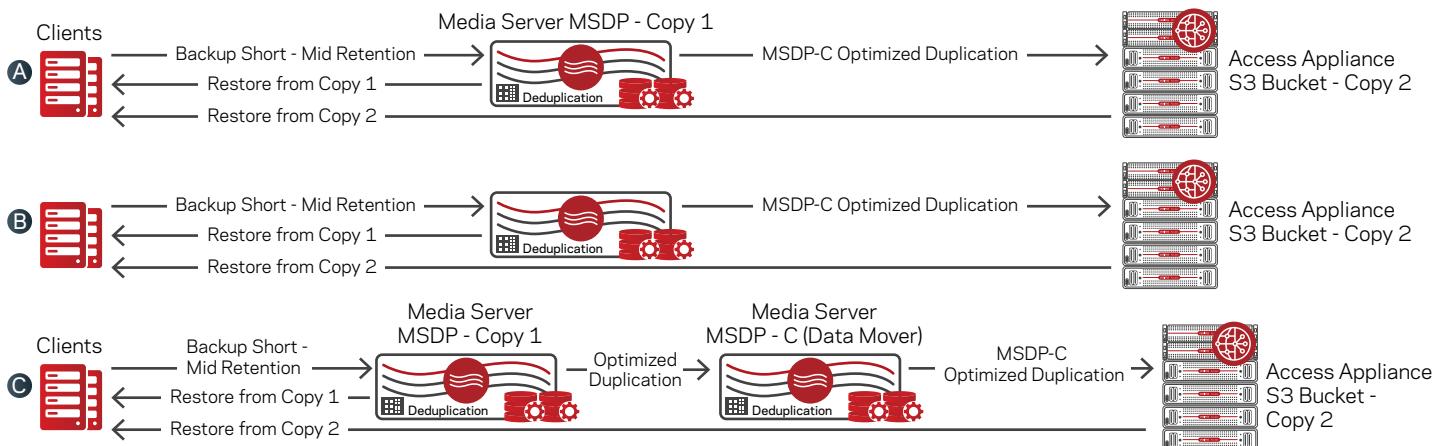 Media Server MSDP - Copy 1
Clients
A
Backup Short - Mid Retention
MSDP-C Optimized Duplication
Restore from Copy 1
Deduplication
Restore from Copy 2
Access Appliance
S3 Bucket - Copy 2
B
Backup Short - Mid Retention
MSDP-C Optimized Duplication
Restore from Copy 1
Deduplication
Restore from Copy 2
Access Appliance
S3 Bucket - Copy 2
Media Server
MSDP - Copy 1
Media Server
MSDP - C (Data Mover)
Clients
C
Backup Short -
Mid Retention
Optimized
Duplication
MSDP-C
Optimized Duplication
Restore from Copy 1
Deduplication
Deduplication
Restore from Copy 2
Access Appliance
S3 Bucket -
Copy 2